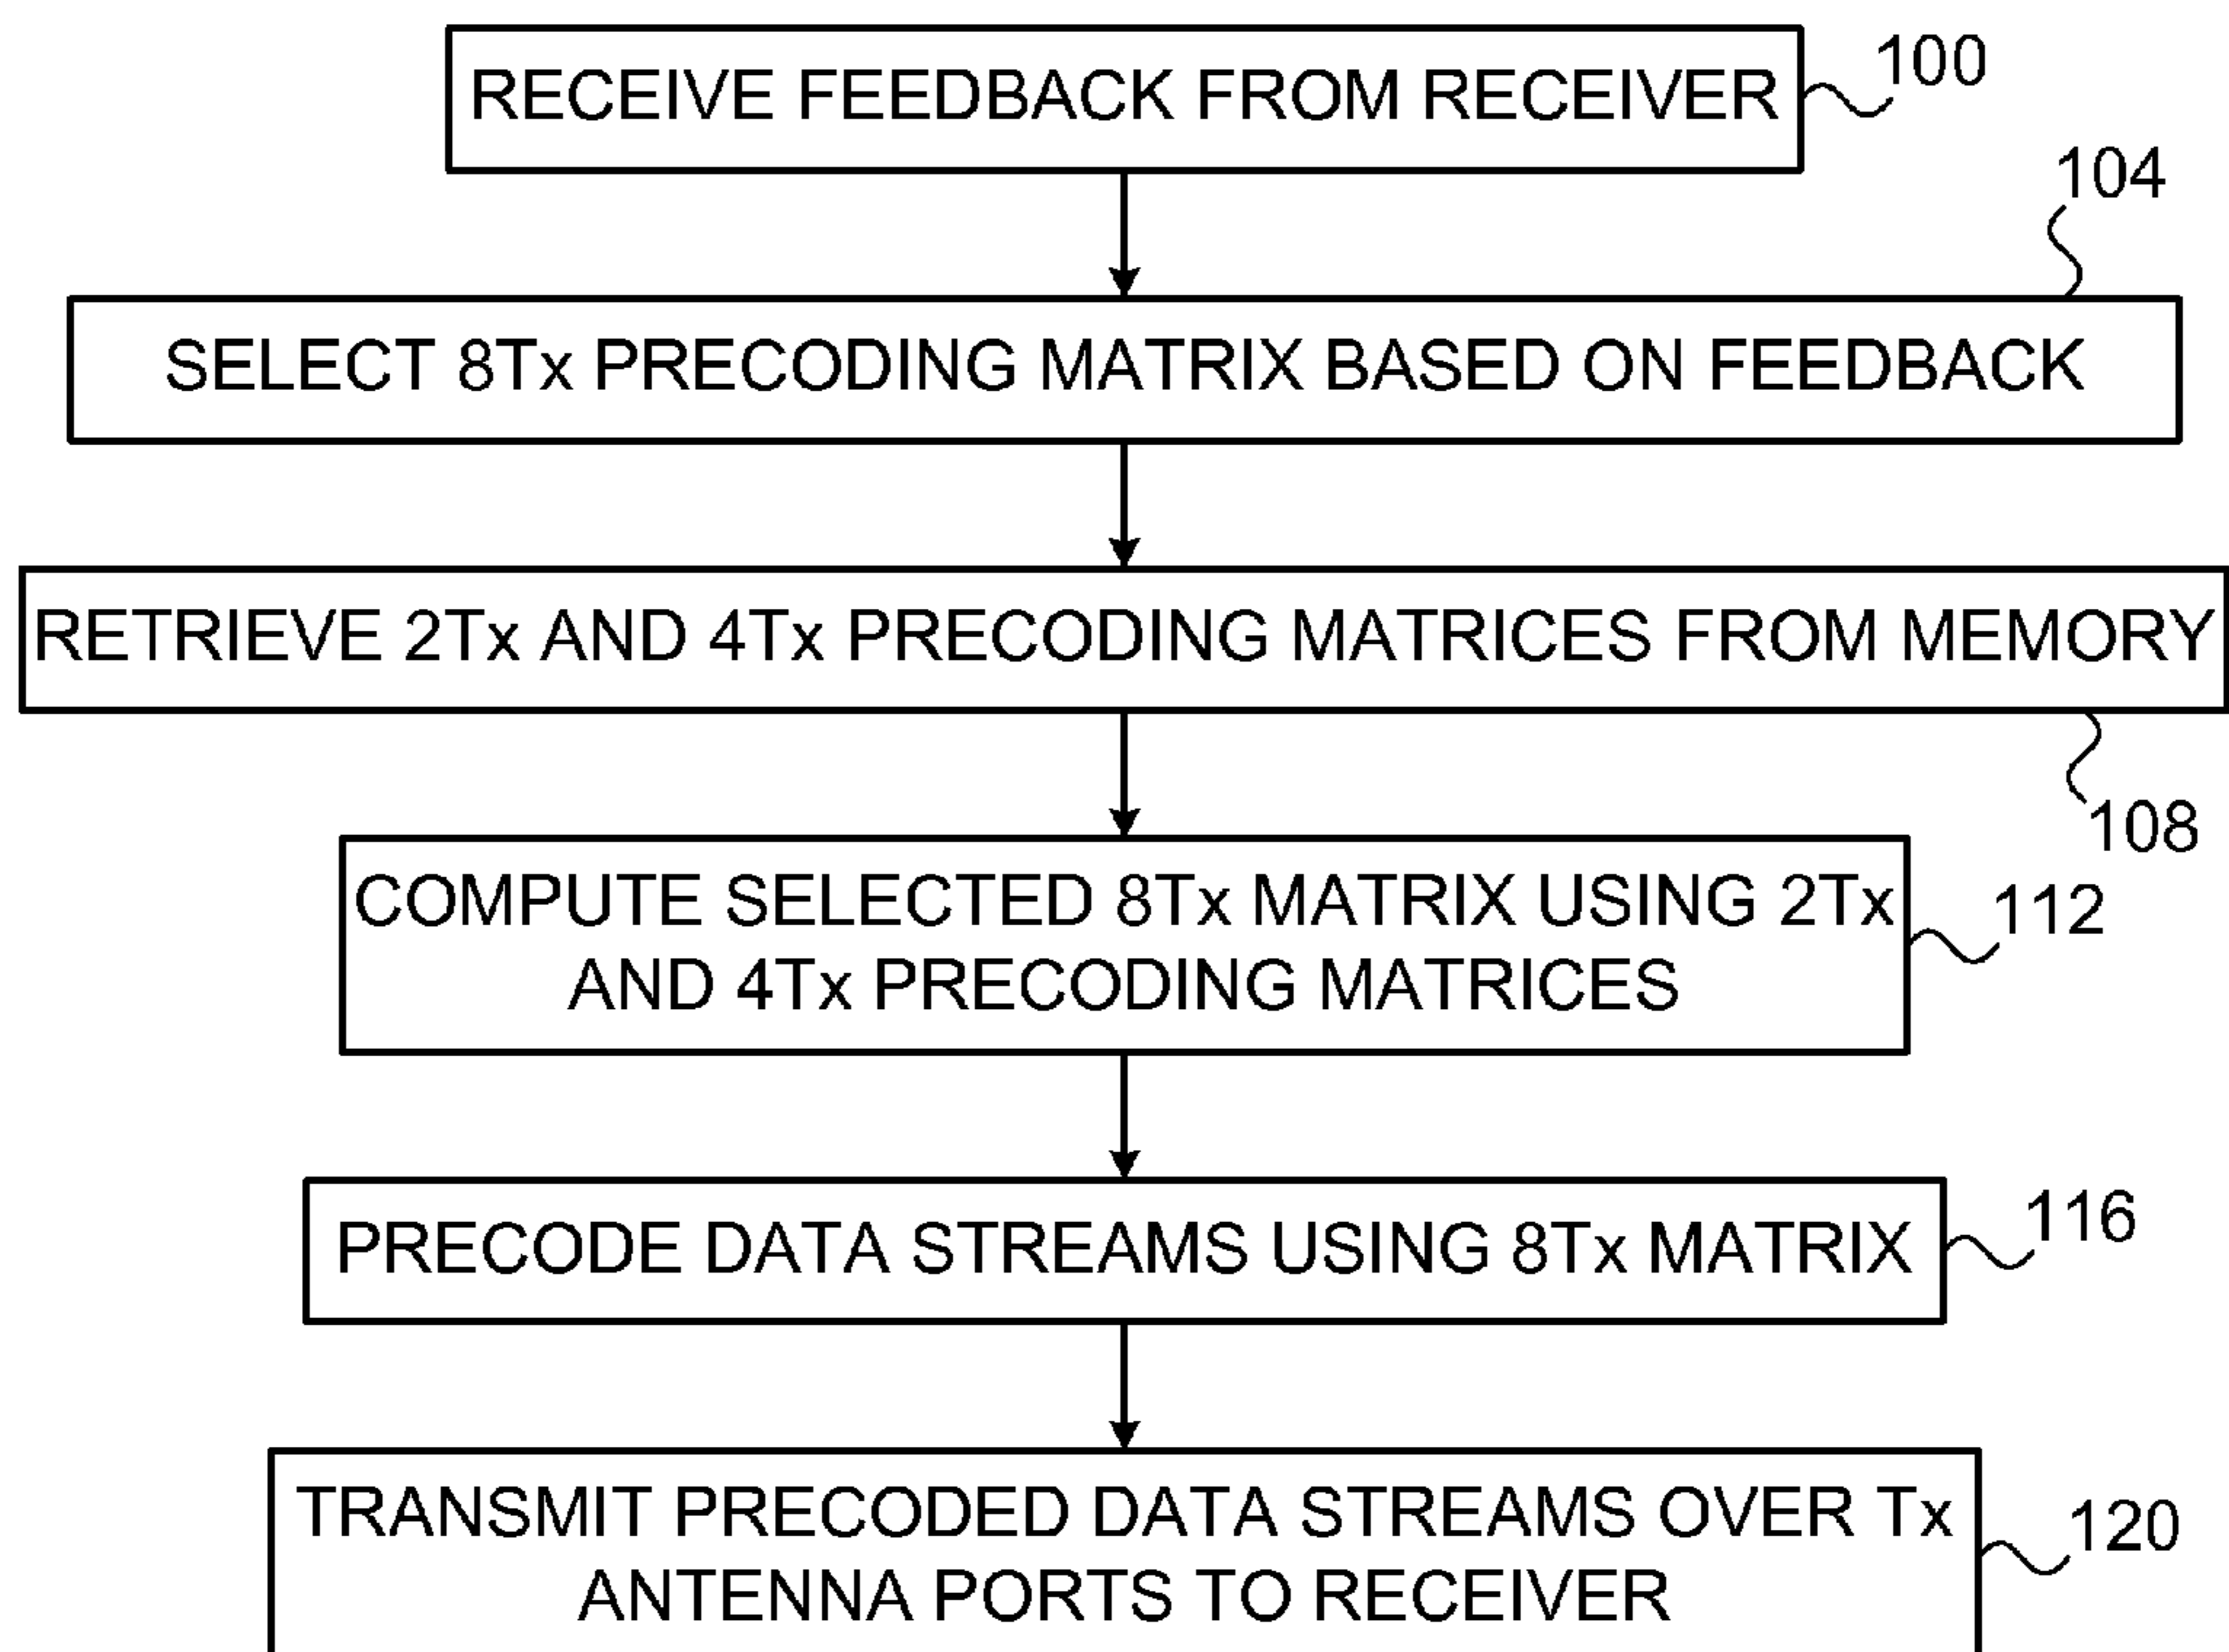 RECEIVE FEEDBACK FROM RECEIVER
100
104
SELECT 8Tx PRECODING MATRIX BASED ON FEEDBACK
RETRIEVE 2Tx AND 4Tx PRECODING MATRICES FROM MEMORY
108
COMPUTE SELECTED 8Tx MATRIX USING 2Tx
AND 4Tx PRECODING MATRICES
112
PRECODE DATA STREAMS USING 8Tx MATRIX
116
TRANSMIT PRECODED DATA STREAMS OVER Tx
ANTENNA PORTS TO RECEIVER
120